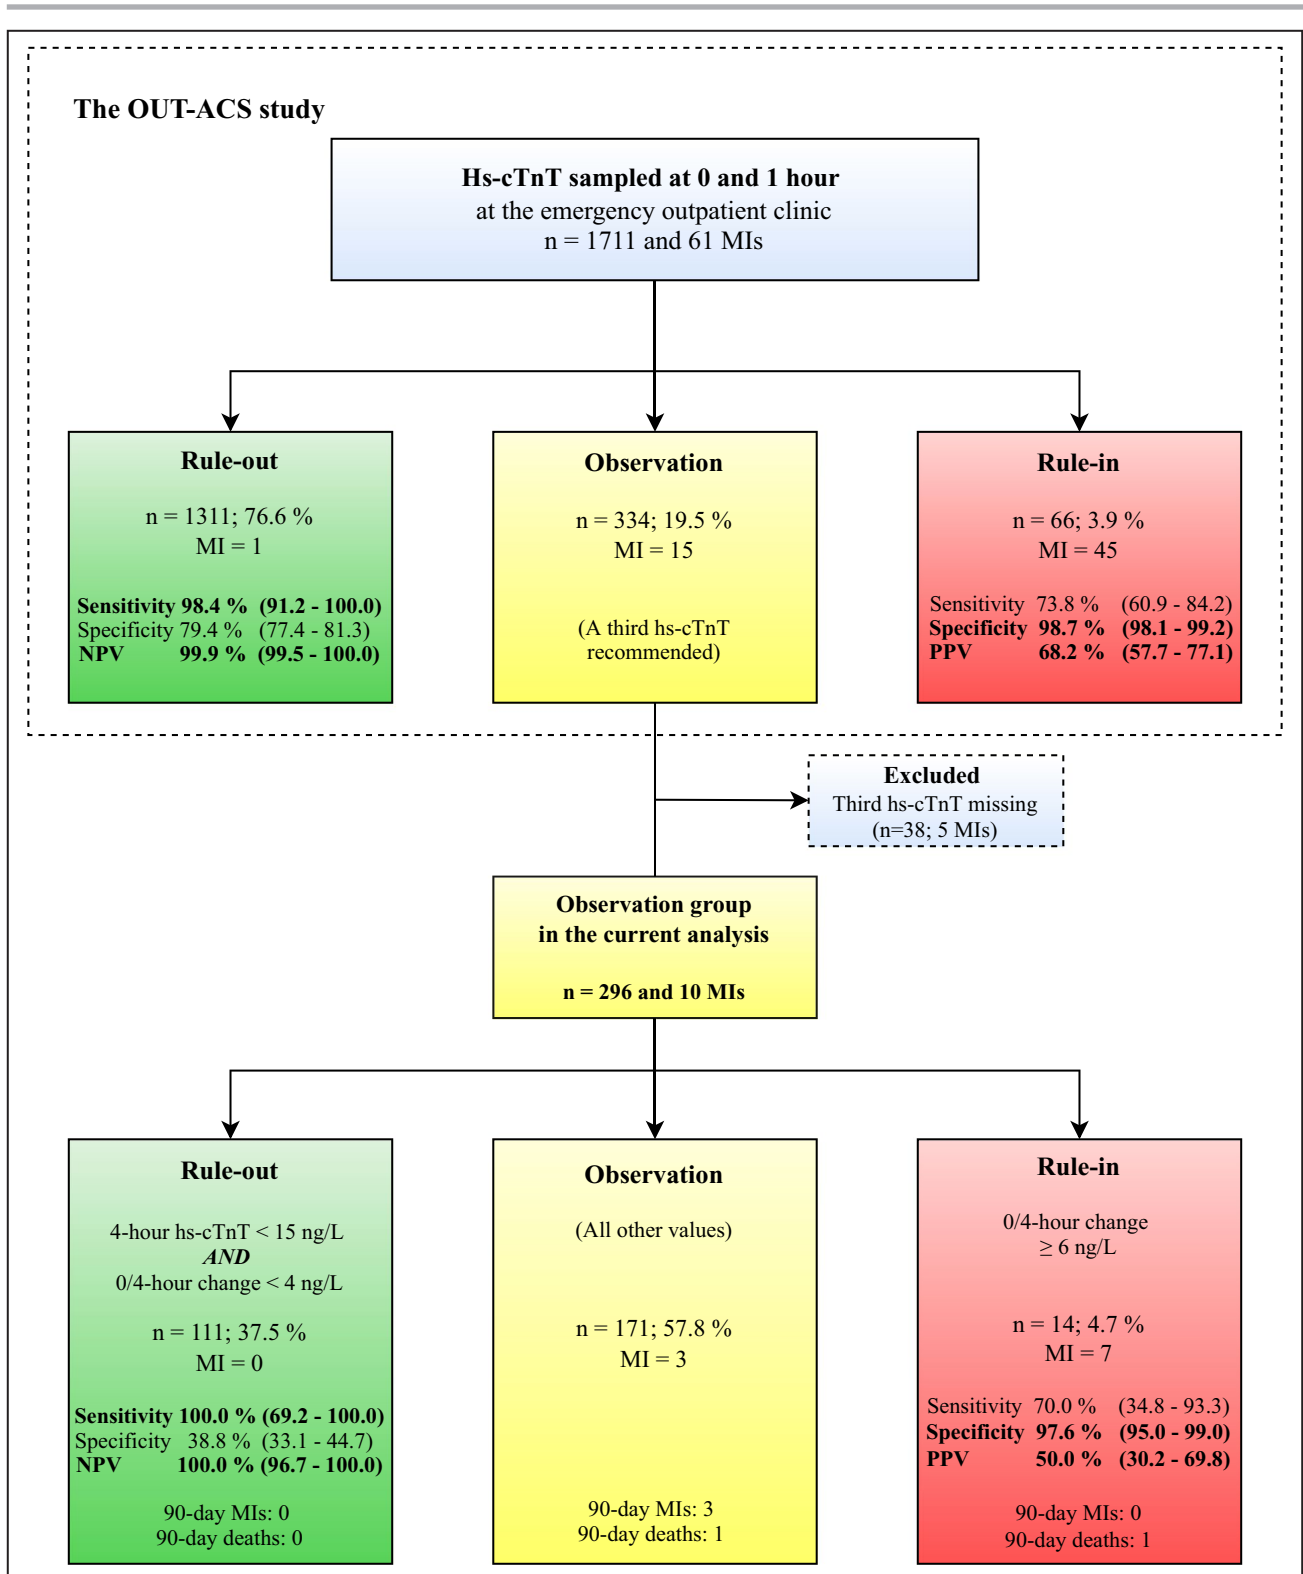 The OUT-ACS study
Hs-cTnT sampled at 0 and 1 hour
at the emergency outpatient clinic
n = 1711 and 61 MIs
Rule-out
n = 1311; 76.6 %
MI = 1
Sensitivity 98.4 % (91.2 - 100.0)
Specificity 79.4 % (77.4 - 81.3)
NPV 99.9 % (99.5 - 100.0)
Observation
n = 334; 19.5 %
MI = 15
(A third hs-cTnT
recommended)
Rule-in
n = 66; 3.9 %
MI = 45
Sensitivity 73.8 % (60.9 - 84.2)
Specificity 98.7 % (98.1 - 99.2)
PPV 68.2 % (57.7 - 77.1)
Excluded
Third hs-cTnT missing
(n=38; 5 MIs)
Observation group
in the current analysis
n = 296 and 10 MIs
Rule-out
4-hour hs-cTnT < 15 ng/L
AND
0/4-hour change < 4 ng/L
n = 111; 37.5 %
MI = 0
Sensitivity 100.0 % (69.2 - 100.0)
Specificity 38.8 % (33.1 - 44.7)
NPV 100.0 % (96.7 - 100.0)
90-day MIs: 0
90-day deaths: 0
Observation
(All other values)
n = 171; 57.8 %
MI = 3
90-day MIs: 3
90-day deaths: 1
Rule-in
0/4-hour change
≥ 6 ng/L
n = 14; 4.7 %
MI = 7
Sensitivity 70.0 % (34.8 - 93.3)
Specificity 97.6 % (95.0 - 99.0)
PPV 50.0 % (30.2 - 69.8)
90-day MIs: 0
90-day deaths: 1